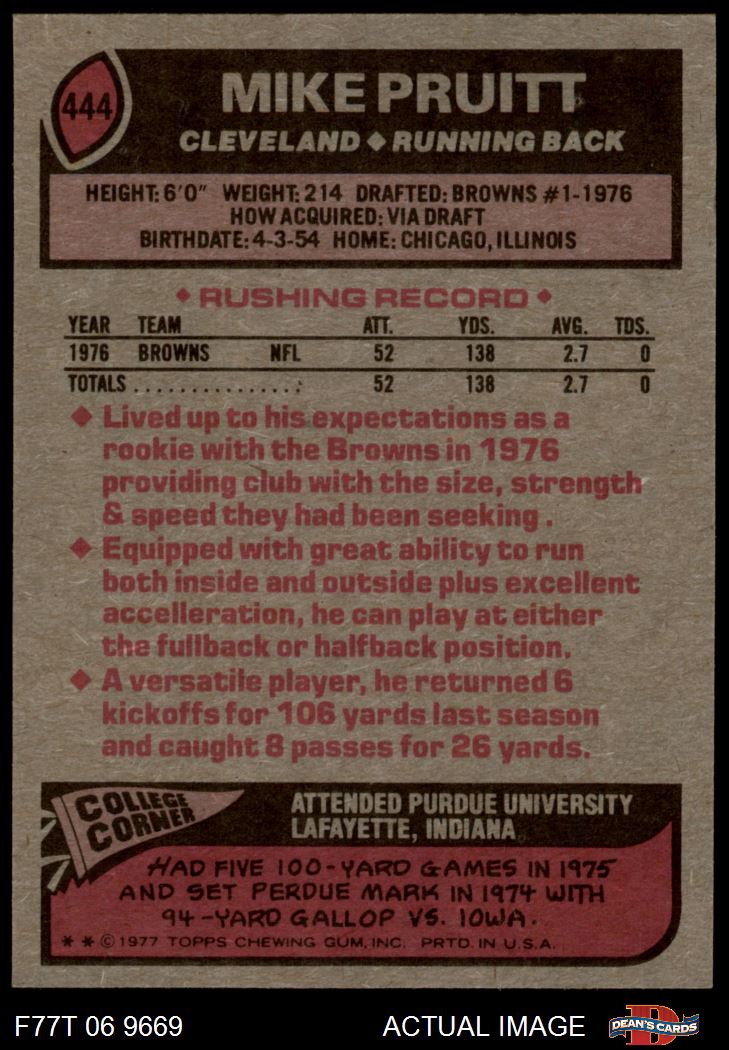 444
MIKE PRUITT
CLEVELAND ◆ RUNNING BACK
HEIGHT: 6'0" WEIGHT: 214 DRAFTED: BROWNS #1-1976
HOW ACQUIRED: VIA DRAFT
BIRTHDATE: 4-3-54 HOME: CHICAGO, ILLINOIS
◆ RUSHING RECORD ◆
YEAR TEAM ATT. YDS. AVG. TDS.
1976 BROWNS NFL 52 138 2.7 0
TOTALS ................ 52 138 2.7 0
◆ Lived up to his expectations as a
rookie with the Browns in 1976
providing club with the size, strength
& speed they had been seeking.
◆ Equipped with great ability to run
both inside and outside plus excellent
accelleration, he can play at either
the fullback or halfback position.
◆ A versatile player, he returned 6
kickoffs for 106 yards last season
and caught 8 passes for 26 yards.
COLLEGE
CORNER
ATTENDED PURDUE UNIVERSITY
LAFAYETTE, INDIANA
HAD FIVE 100-YARD GAMES IN 1975
AND SET PERDUE MARK IN 1974 WITH
94-YARD GALLOP VS. IOWA.
* * © 1977 TOPPS CHEWING GUM, INC. PRTD. IN U.S.A.
F77T 06 9669 ACTUAL IMAGE
D
DEAN'S CARDS